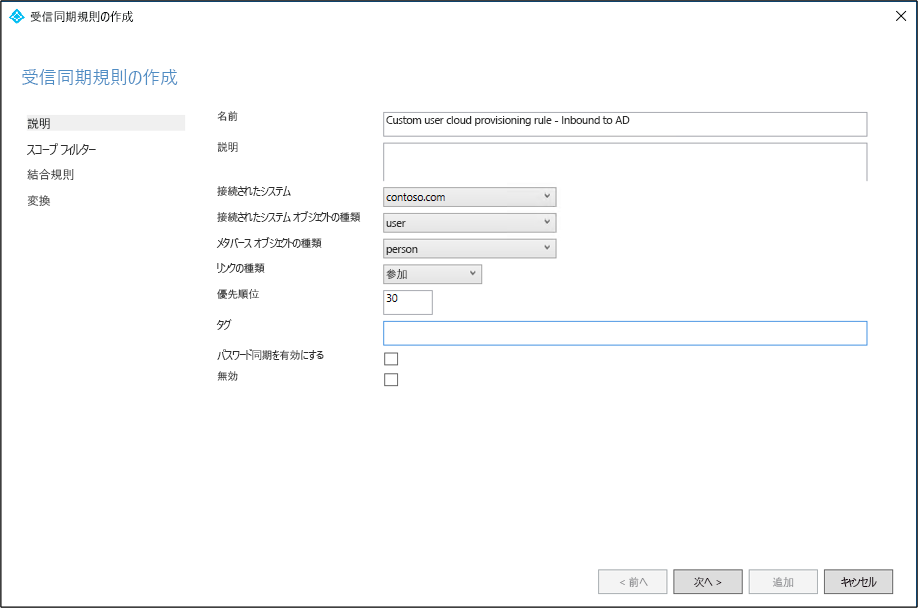 受信同期規則の作成
受信同期規則の作成
説明
スコープ フィルター
結合規則
変換
名前
Custom user cloud provisioning rule - Inbound to AD
説明
接続されたシステム
contoso.com
接続されたシステム オブジェクトの種類
user
メタバース オブジェクトの種類
person
リンクの種類
参加
優先順位
30
タグ
パスワード同期を有効にする
無効
< 前へ
次へ >
追加
キャンセル